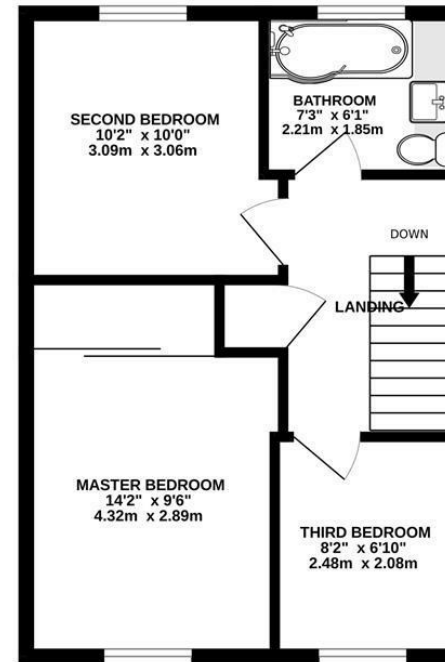 SECOND BEDROOM
10'2" x 10'0"
3.09m x 3.06m
BATHROOM
7'3" x 6'1"
2.21m x 1.85m
DOWN
LANDING
MASTER BEDROOM
14'2" x 9'6"
4.32m x 2.89m
THIRD BEDROOM
8'2" x 6'10"
2.48m x 2.08m